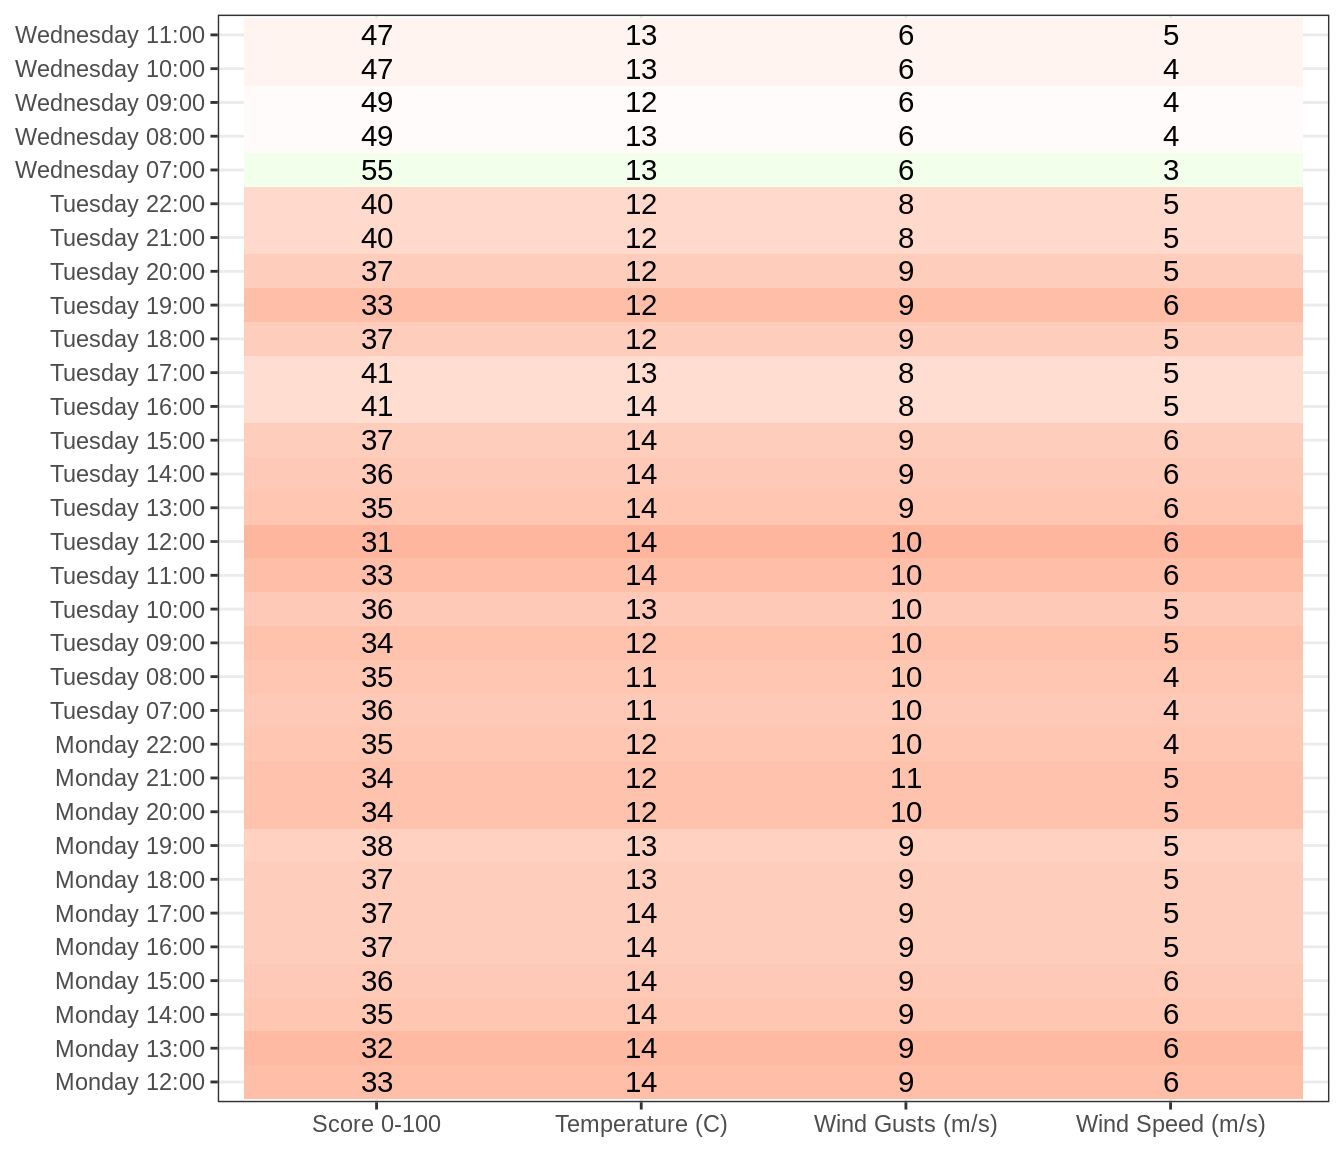 Wednesday 11:00 47 13 6 5
Wednesday 10:00 47 13 6 4
Wednesday 09:00 49 12 6 4
Wednesday 08:00 49 13 6 4
Wednesday 07:00 55 13 6 3
Tuesday 22:00 40 12 8 5
Tuesday 21:00 40 12 8 5
Tuesday 20:00 37 12 9 5
Tuesday 19:00 33 12 9 6
Tuesday 18:00 37 12 9 5
Tuesday 17:00 41 13 8 5
Tuesday 16:00 41 14 8 5
Tuesday 15:00 37 14 9 6
Tuesday 14:00 36 14 9 6
Tuesday 13:00 35 14 9 6
Tuesday 12:00 31 14 10 6
Tuesday 11:00 33 14 10 6
Tuesday 10:00 36 13 10 5
Tuesday 09:00 34 12 10 5
Tuesday 08:00 35 11 10 4
Tuesday 07:00 36 11 10 4
Monday 22:00 35 12 10 4
Monday 21:00 34 12 11 5
Monday 20:00 34 12 10 5
Monday 19:00 38 13 9 5
Monday 18:00 37 13 9 5
Monday 17:00 37 14 9 5
Monday 16:00 37 14 9 5
Monday 15:00 36 14 9 6
Monday 14:00 35 14 9 6
Monday 13:00 32 14 9 6
Monday 12:00 33 14 9 6
Score 0-100 Temperature (C) Wind Gusts (m/s) Wind Speed (m/s)